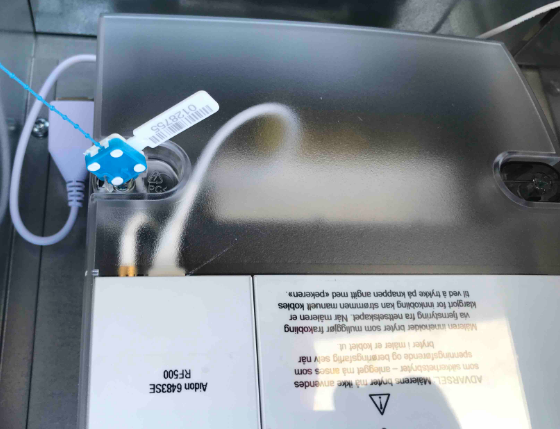 0128755
ADVARSEL. Målerens bryter må ikke anvendes
som sikkerhetsbryter – anlegget må anses som
spenningsførende og berøringsfarlig selv når
bryter i måler er koblet ut.
Måleren inneholder bryter som muliggjør frakobling
via fjernstyring fra nettselskapet. Når måleren er
klargjort for innkobling kan strømmen manuelt kobles
til ved å trykke på knappen angitt med «pekeren».
Aidon 6483SE
RF500